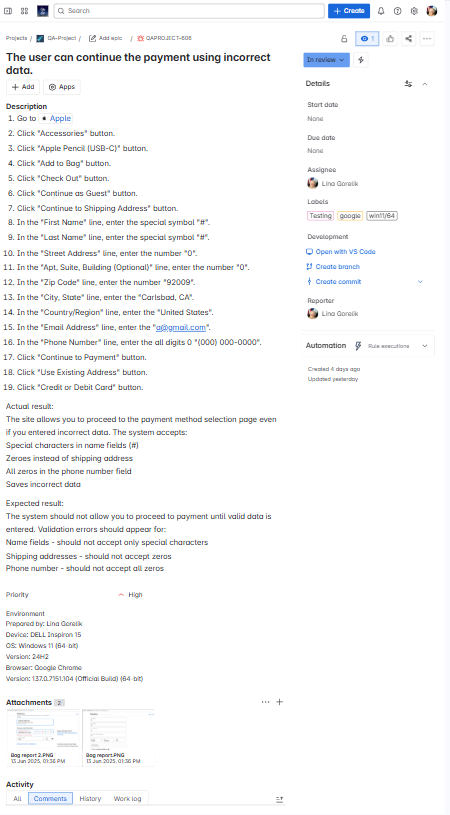 Search
+ Create
Projects / QA-Project / Add epic / QAPROJECT-606
1
The user can continue the payment using incorrect
data.
In review
+ Add
Apps
Description
1. Go to Apple
2. Click "Accessories" button.
3. Click "Apple Pencil (USB-C)" button.
4. Click "Add to Bag" button.
5. Click "Check Out" button.
6. Click "Continue as Guest" button.
7. Click "Continue to Shipping Address" button.
8. In the "First Name" line, enter the special symbol "#".
9. In the "Last Name" line, enter the special symbol "#".
10. In the "Street Address" line, enter the number "0".
11. In the "Apt, Suite, Building (Optional)" line, enter the number "0".
12. In the "Zip Code" line, enter the number "92009".
13. In the "City, State" line, enter the "Carlsbad, CA".
14. In the "Country/Region" line, enter the "United States".
15. In the "Email Address" line, enter the "a@gmail.com".
16. In the "Phone Number" line, enter the all digits 0 "(000) 000-0000".
17. Click "Continue to Payment" button.
18. Click "Use Existing Address" button.
19. Click "Credit or Debit Card" button.
Actual result:
The site allows you to proceed to the payment method selection page even
if you entered incorrect data. The system accepts:
Special characters in name fields (#)
Zeroes instead of shipping address
All zeros in the phone number field
Saves incorrect data
Expected result:
The system should not allow you to proceed to payment until valid data is
entered. Validation errors should appear for:
Name fields - should not accept only special characters
Shipping addresses - should not accept zeros
Phone number - should not accept all zeros
Priority
High
Environment
Prepared by: Lina Gorelik
Device: DELL Inspiron 15
OS: Windows 11 (64-bit)
Version: 24H2
Browser: Google Chrome
Version: 137.0.7151.104 (Official Build) (64-bit)
Attachments 2
Bag report 2.PNG
13 Jun 2025, 01:36 PM
Bag report.PNG
13 Jun 2025, 01:36 PM
Activity
All
Comments
History
Work log
Details
Start date
None
Due date
None
Assignee
Lina Gorelik
Labels
Testing
google
win11/64
Development
Open with VS Code
Create branch
Create commit
Reporter
Lina Gorelik
Automation
Rule executions
Created 4 days ago
Updated yesterday